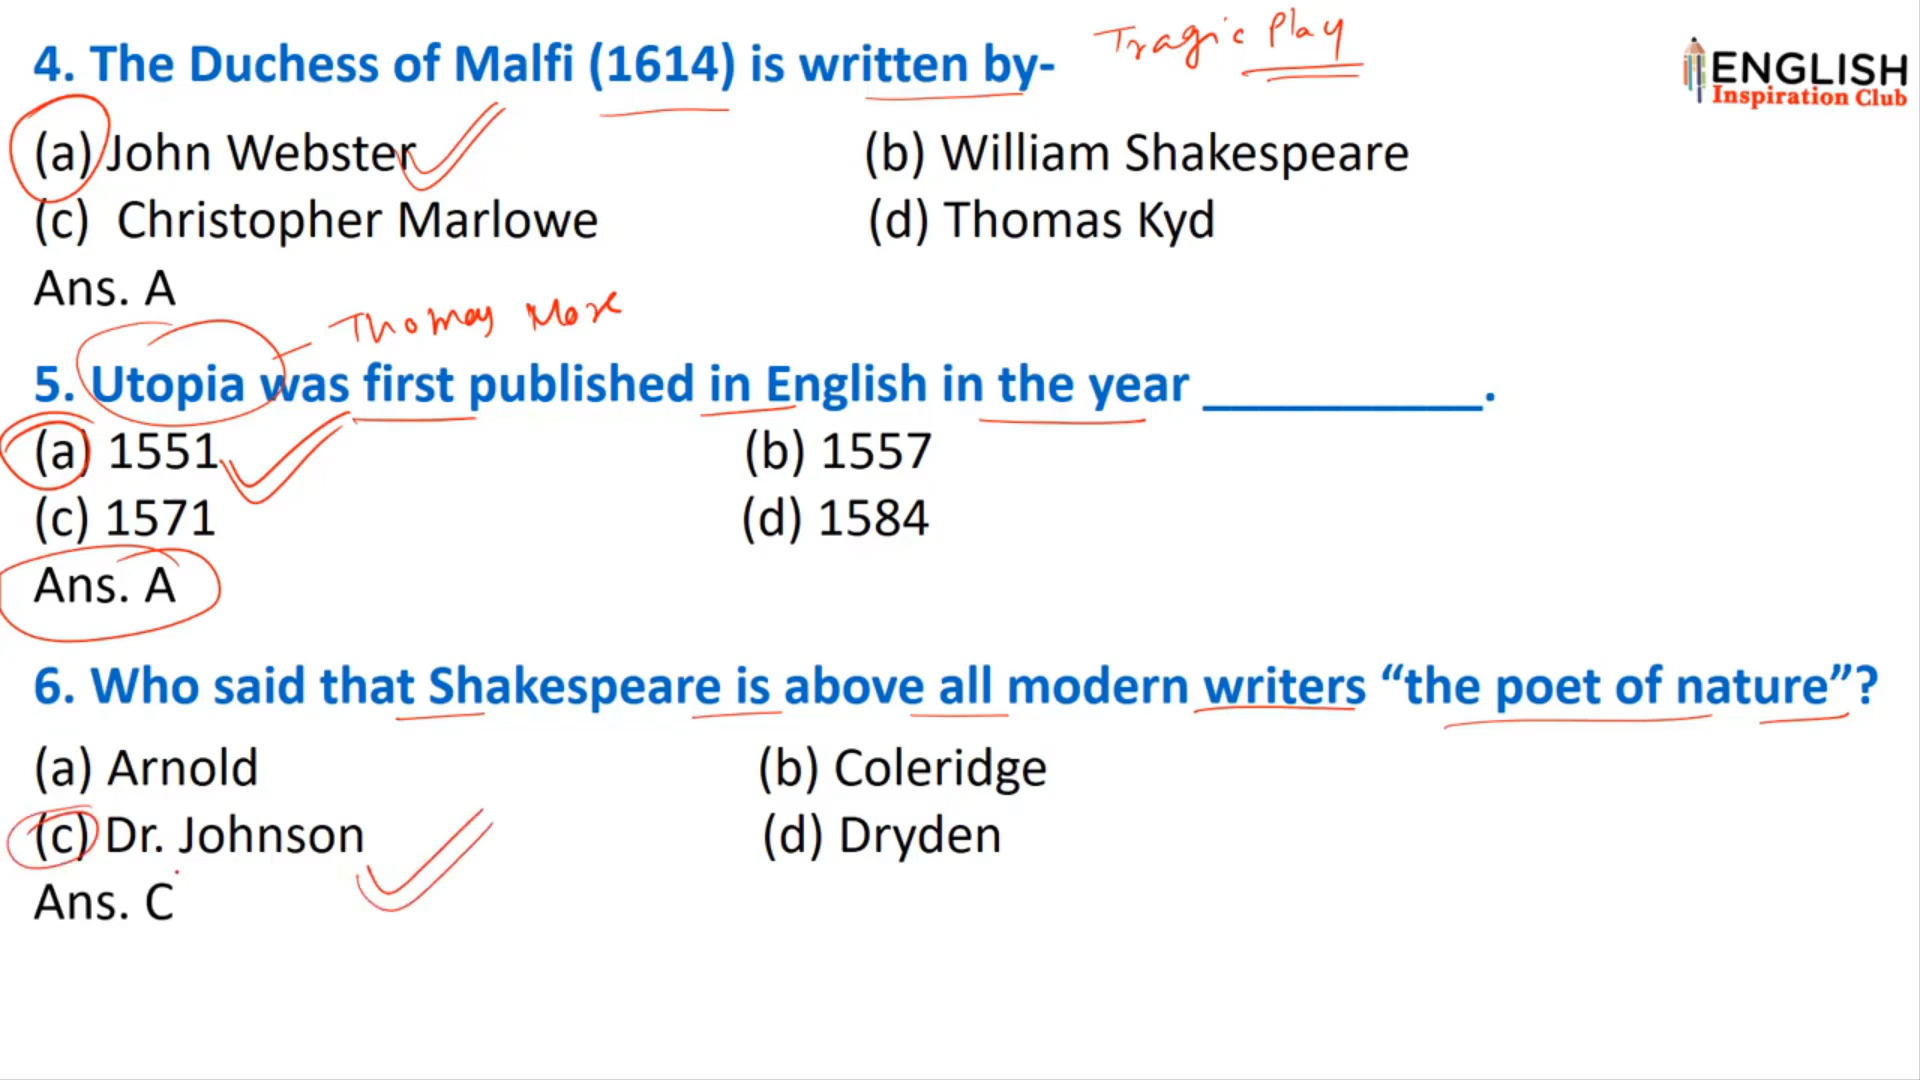 Tragic Play
4. The Duchess of Malfi (1614) is written by-
ENGLISH
Inspiration Club
(a) John Webster (b) William Shakespeare
(c) Christopher Marlowe (d) Thomas Kyd
Ans. A
Thomas More
5. Utopia was first published in English in the year ___________.
(a) 1551 (b) 1557
(c) 1571 (d) 1584
Ans. A
6. Who said that Shakespeare is above all modern writers “the poet of nature”?
(a) Arnold (b) Coleridge
(c) Dr. Johnson (d) Dryden
Ans. C